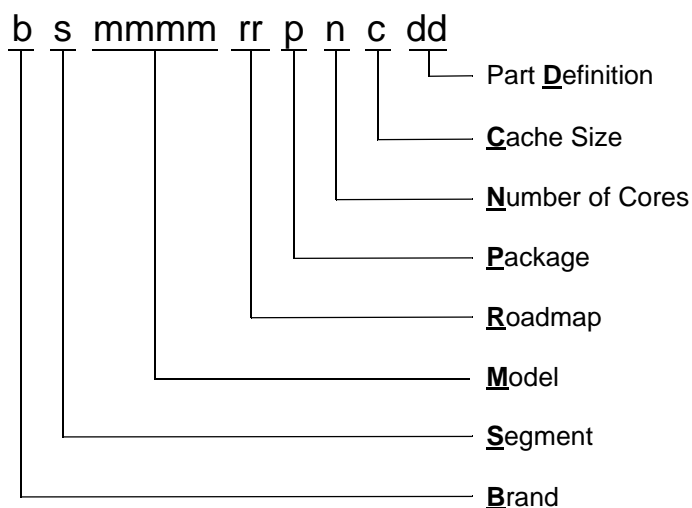 b s mmmm rr p n c dd
Part Definition
Cache Size
Number of Cores
Package
Roadmap
Model
Segment
Brand